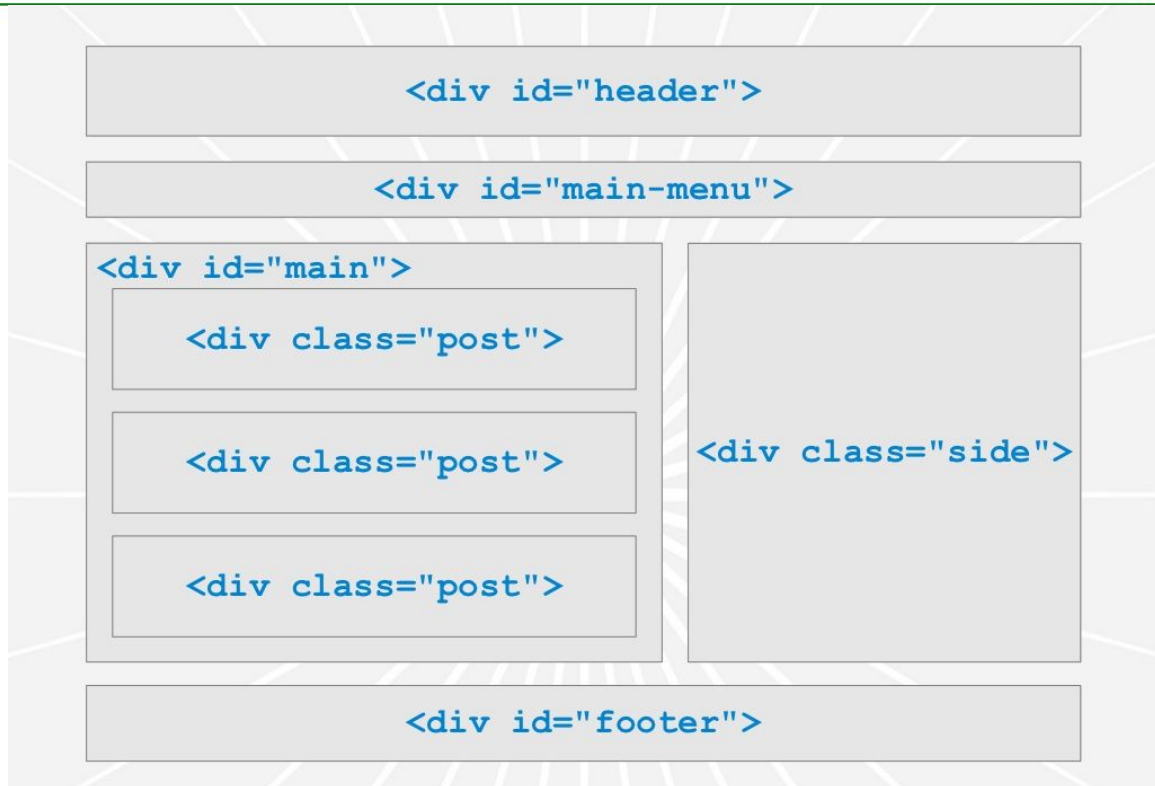 <div id="header">
<div id="main-menu">
<div id="main">
<div class="post">
<div class="post">
<div class="post">
<div class="side">
<div id="footer">